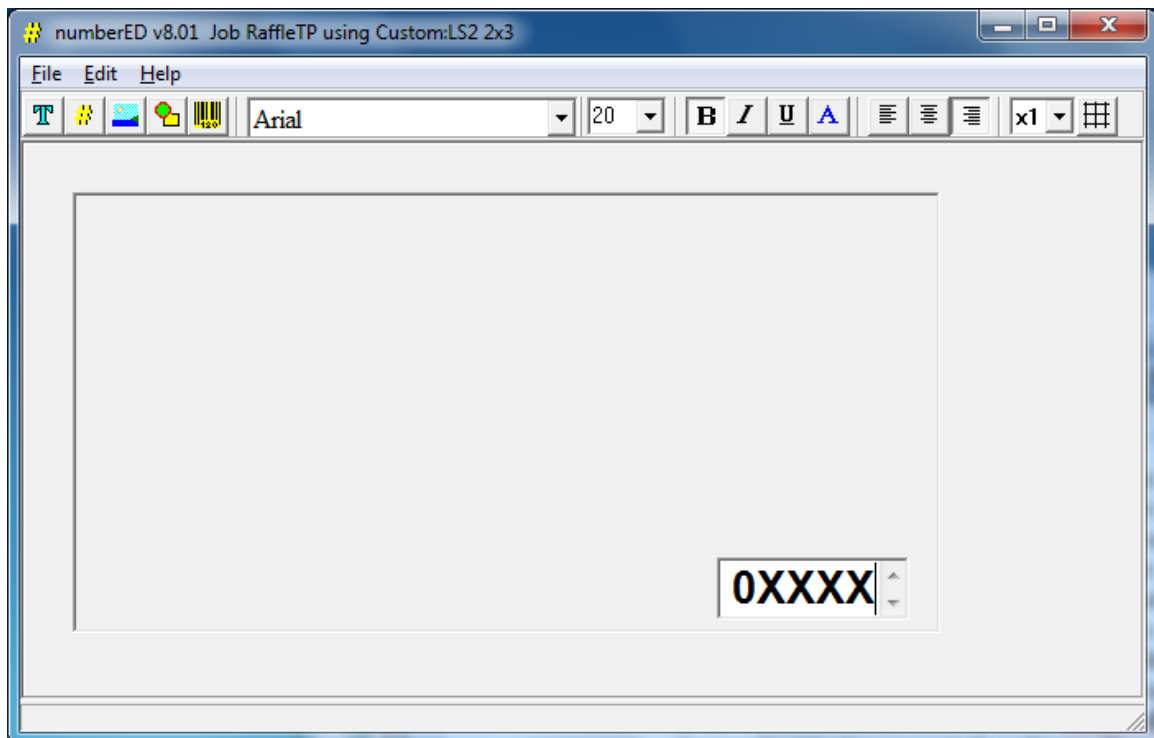 # numberED v8.01 Job RaffleTP using Custom:LS2 2x3
File Edit Help
T # Arial 20 B I U A x1
0XXXX